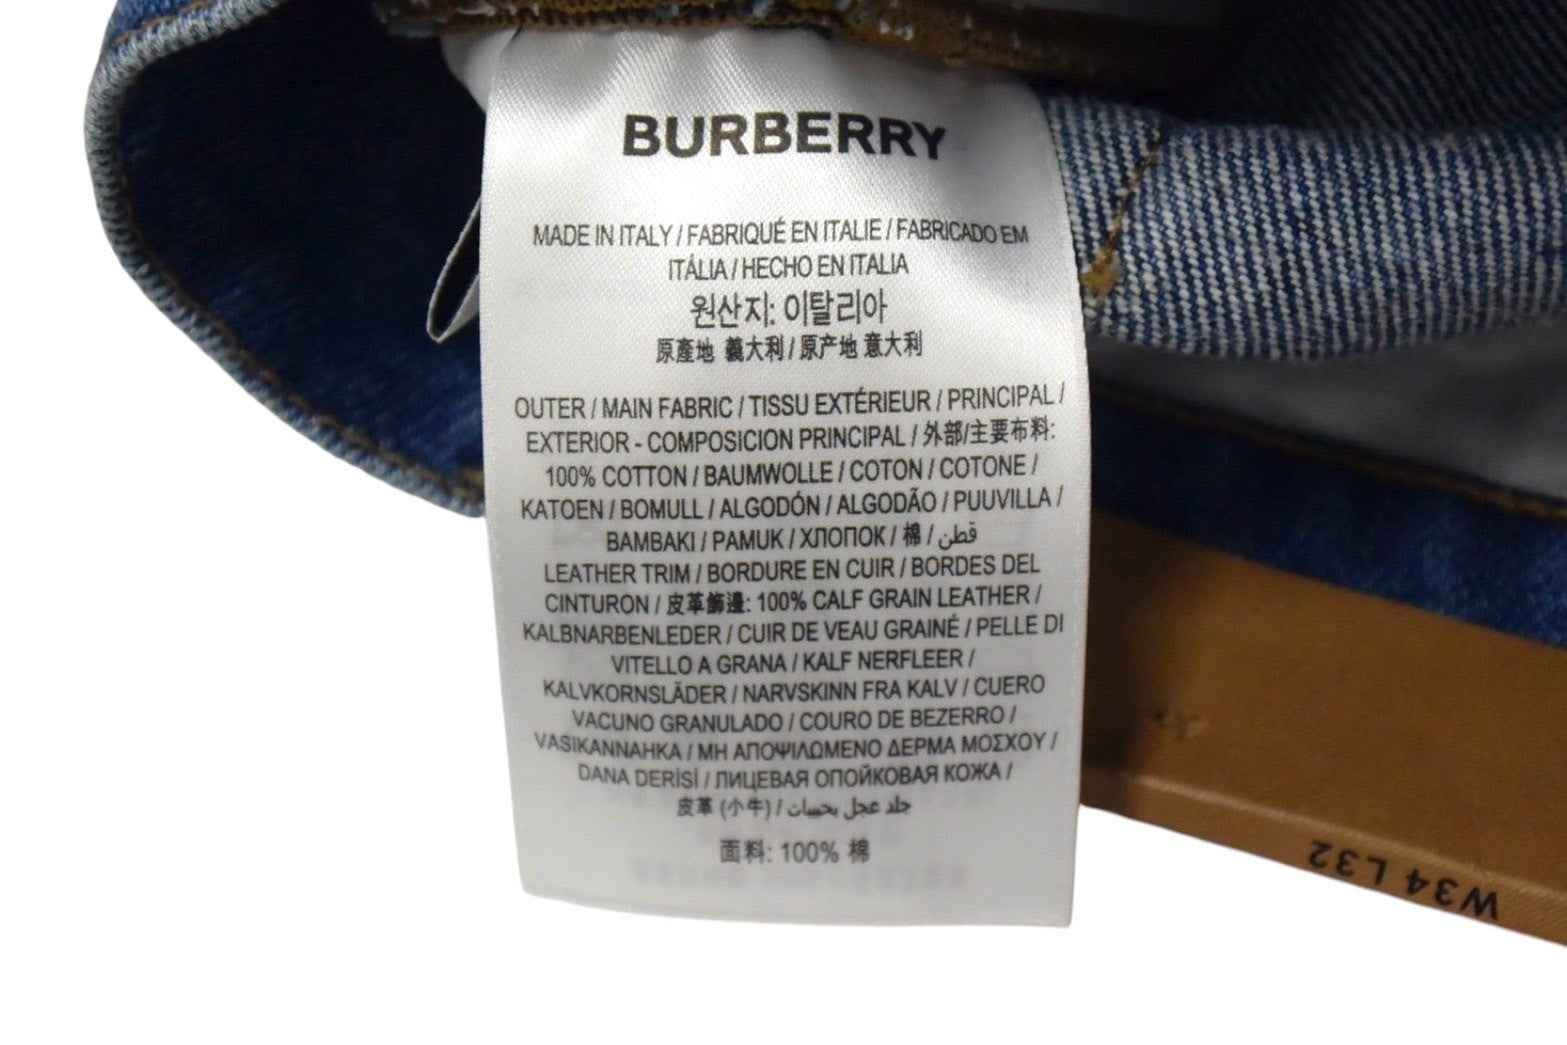 BURBERRY
MADE IN ITALY / FABRIQUÉ EN ITALIE / FABRICADO EM
ITÁLIA / HECHO EN ITALIA
원산지: 이탈리아
原產地 義大利 / 原产地 意大利
OUTER / MAIN FABRIC / TISSU EXTÉRIEUR / PRINCIPAL /
EXTERIOR - COMPOSICION PRINCIPAL / 外部/主要布料:
100% COTTON / BAUMWOLLE / COTON / COTONE /
KATOEN / BOMULL / ALGODÓN / ALGODÃO / PUUVILLA /
BAMBAKI / PAMUK / ХЛОПОК / 棉 / قطن
LEATHER TRIM / BORDURE EN CUIR / BORDES DEL
CINTURON / 皮革飾邊: 100% CALF GRAIN LEATHER /
KALBNARBENLEDER / CUIR DE VEAU GRAINÉ / PELLE DI
VITELLO A GRANA / KALF NERFLEER /
KALVKORNSLÄDER / NARVSKINN FRA KALV / CUERO
VACUNO GRANULADO / COURO DE BEZERRO /
VASIKANNAHKA / ΜΗ ΑΠΟΨΙΛΩΜΕΝΟ ΔΕΡΜΑ ΜΟΣΧΟΥ /
DANA DERİSİ / ЛИЦЕВАЯ ОПОЙКОВАЯ КОЖА /
皮革 (小牛) / جلد عجل بحبيبات
面料: 100% 棉
W34 L32